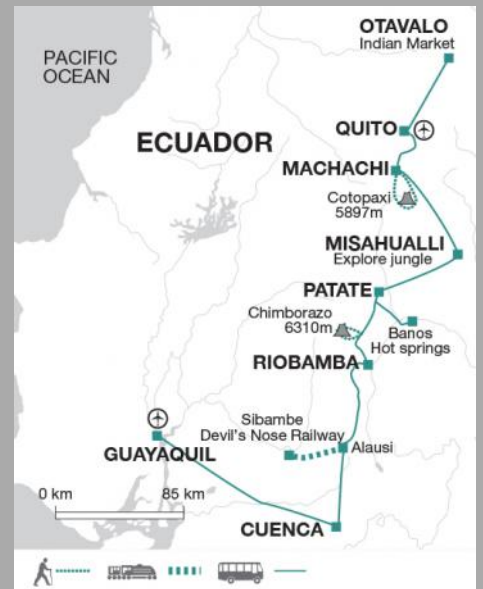 OTAVALO
Indian Market
PACIFIC
OCEAN
QUITO
ECUADOR
MACHACHI
Cotopaxi
5897m
MISAHUALLI
Explore jungle
PATATE
Chimborazo
6310m
Banos
Hot springs
RIOBAMBA
Sibambe
Devil's Nose Railway
Alausi
GUAYAQUIL
0 km 85 km
CUENCA